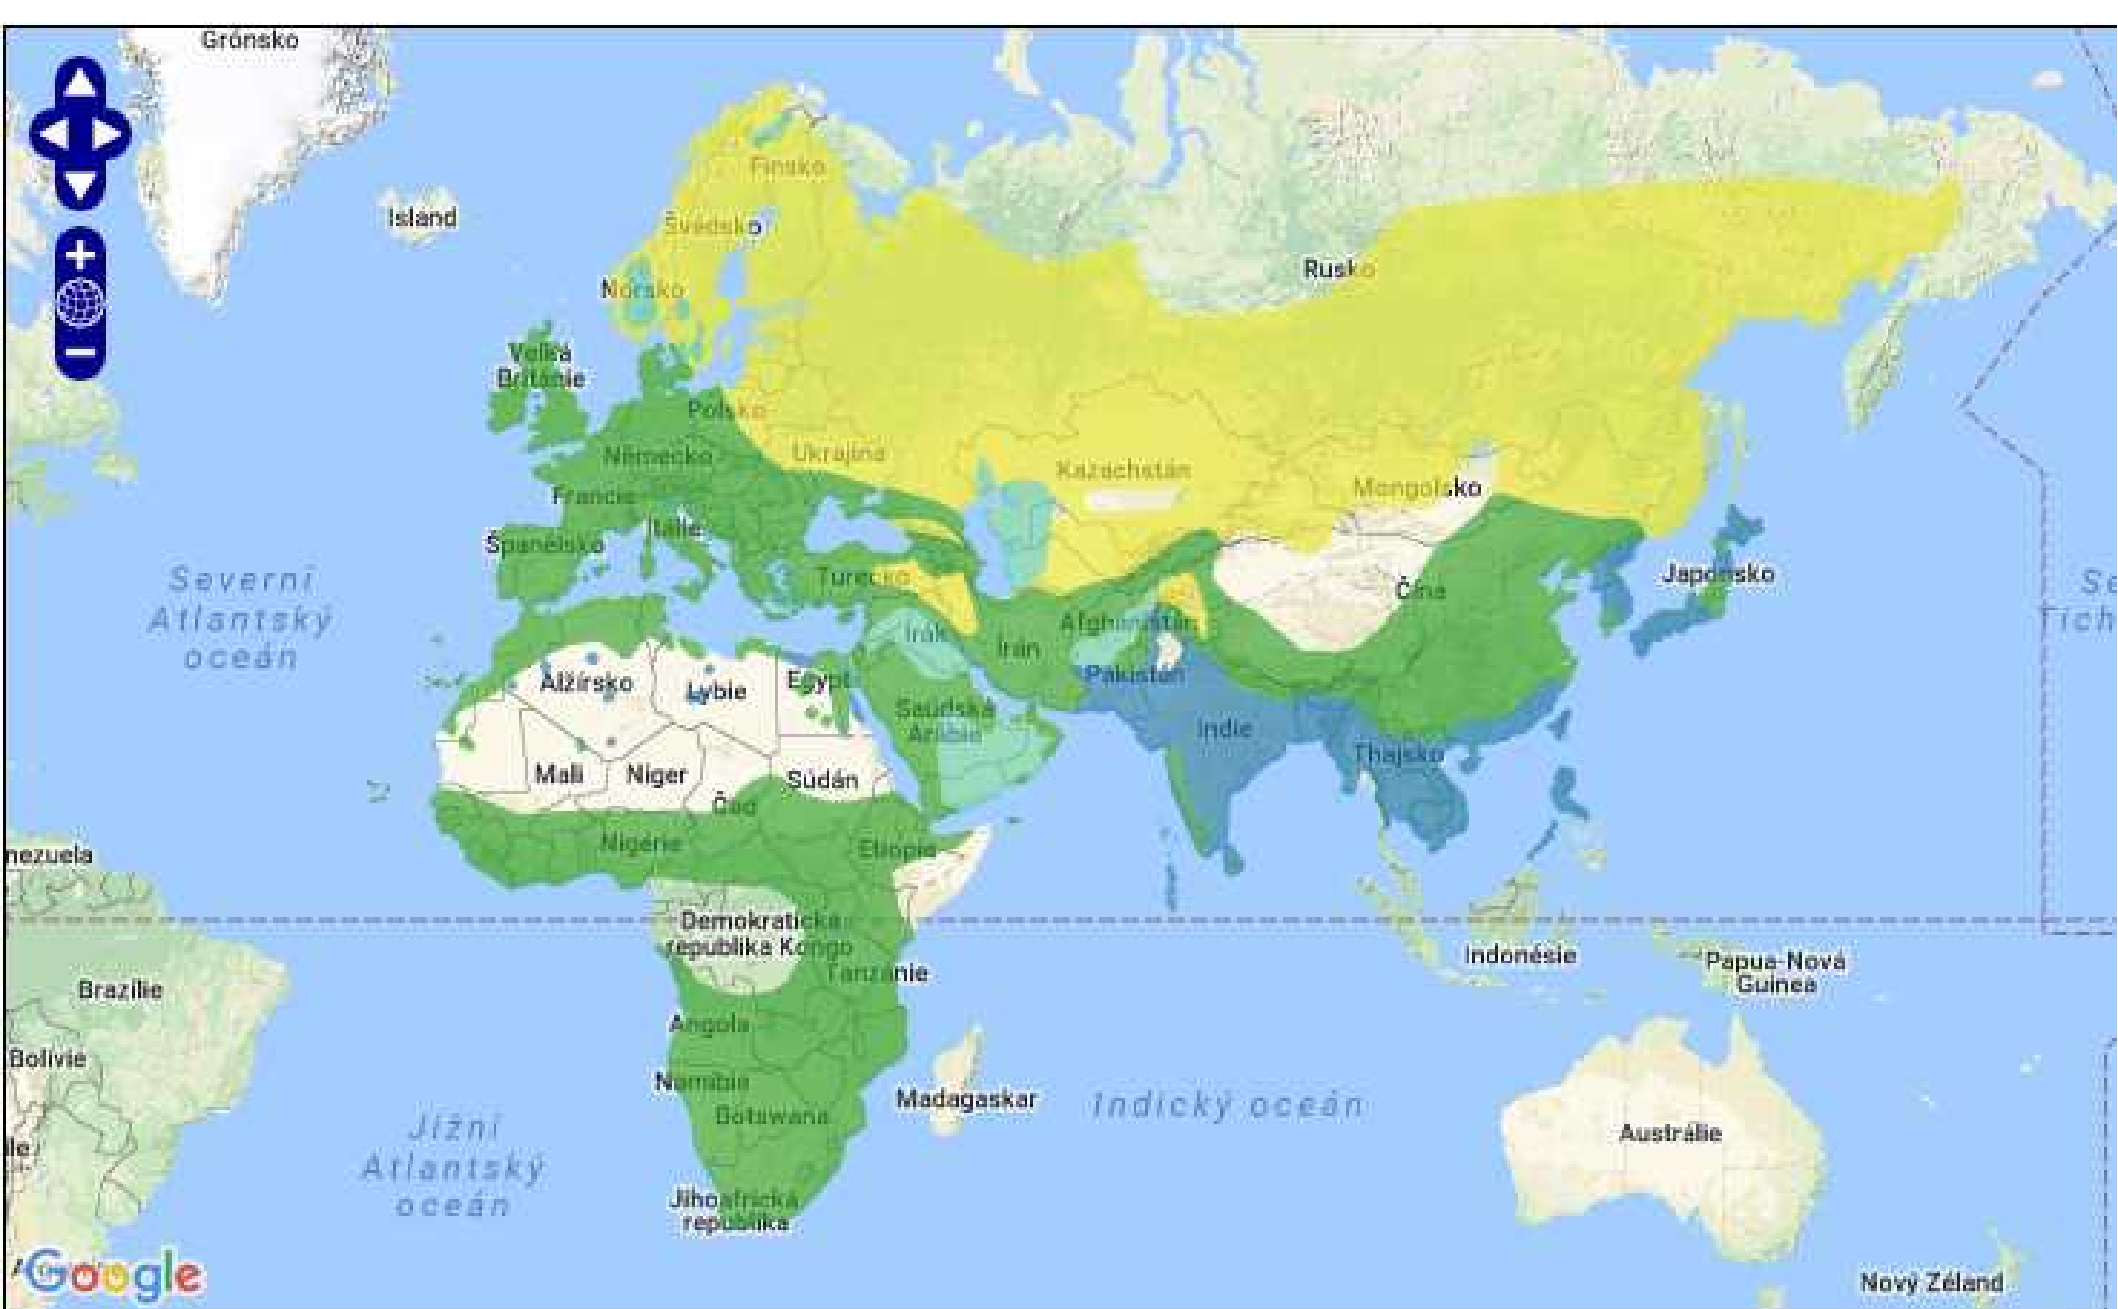 Grónsko
Finsko
Island
Švédsko
Rusko
Norsko
Velká
Británie
Polsko
Německo
Ukrajina
Kazachstán
Francie
Mongolsko
Itálie
Španělsko
Turecko
Japonsko
Severní
Atlantský
oceán
Čína
Irák
Afghánistán
Írán
Pákistán
Alžírsko
Lybie
Egypt
Saúdská
Arábie
Indie
Thajsko
Mali
Niger
Súdán
Čad
Nigérie
Etiopie
nezuela
Demokratická
republika Kongo
Tanzánie
Indonésie
Papua-Nová
Guinea
Brazílie
Angola
Bolívie
Namibie
Botswana
Madagaskar
Indický oceán
Austrálie
Jižní
Atlantský
oceán
Jihoafrická
republika
Google
Nový Zéland